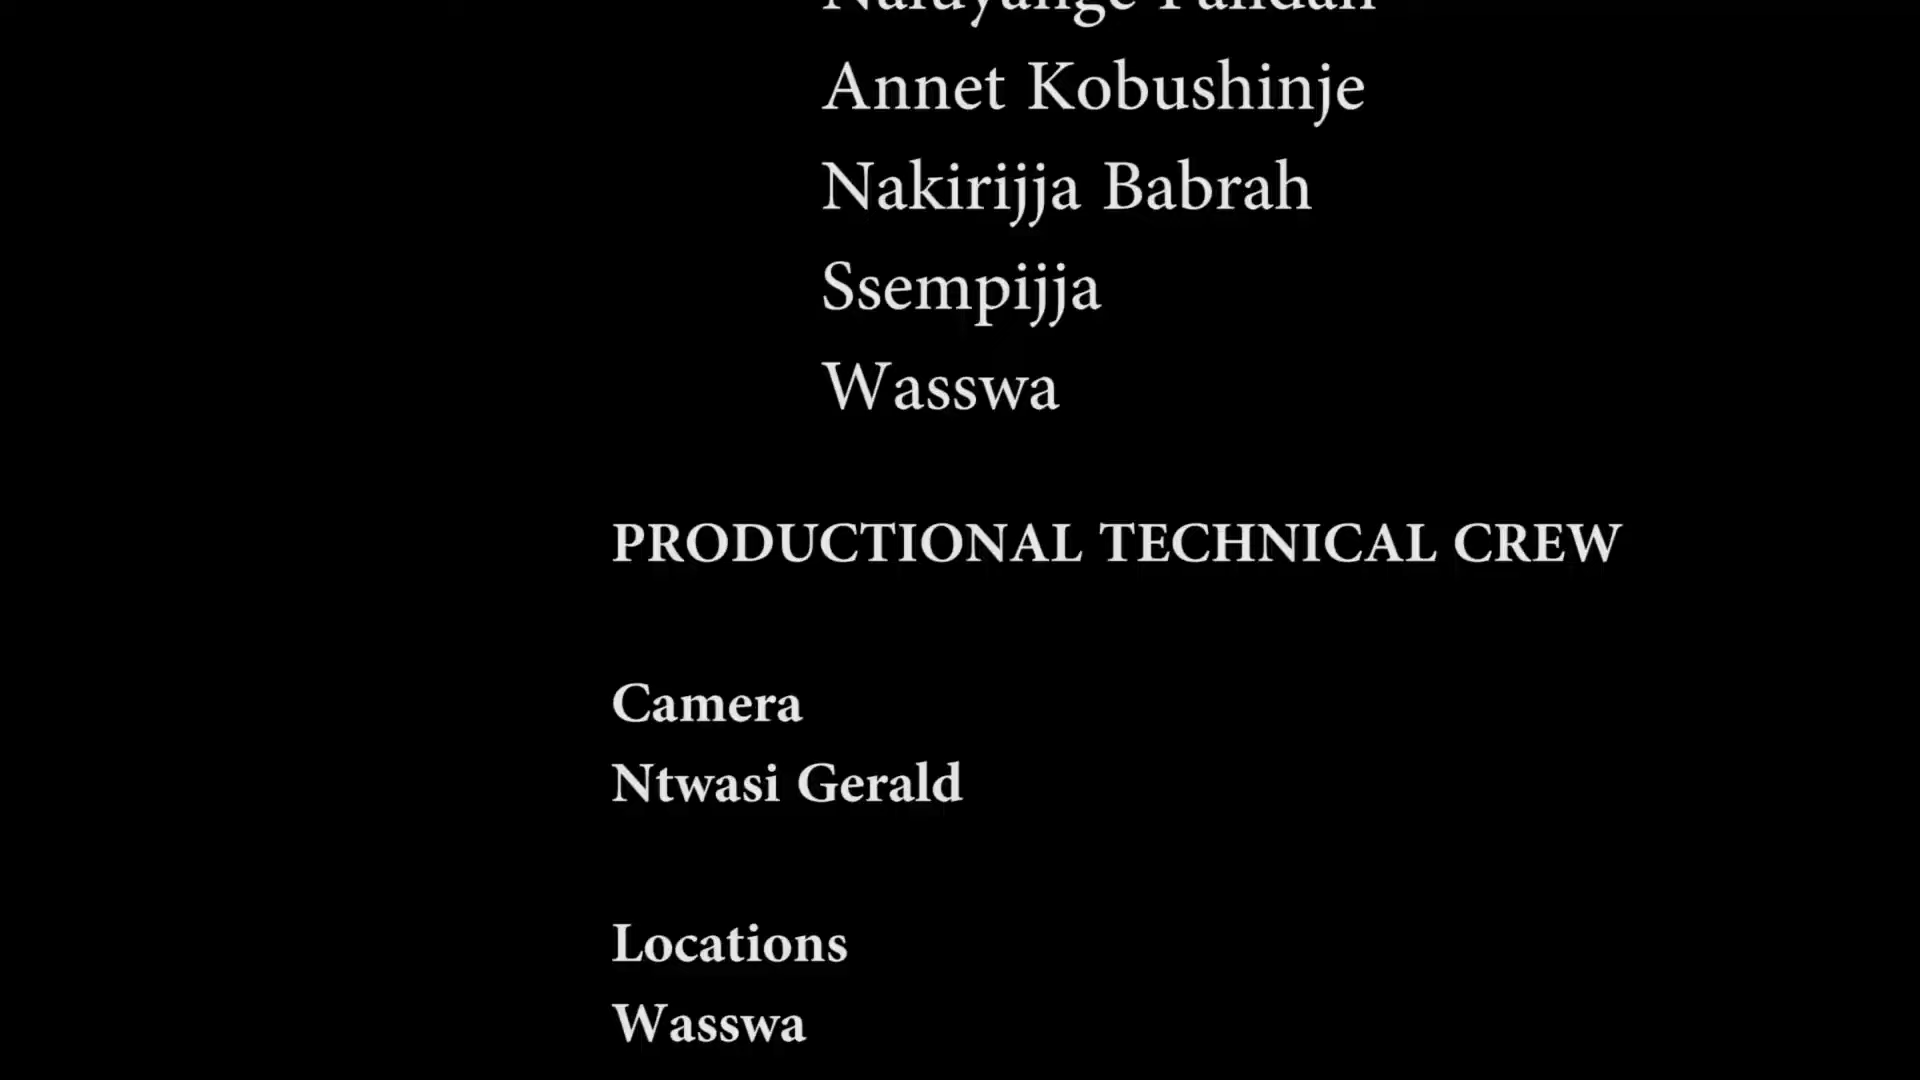 Annet Kobushinje
Nakirijja Babrah
Ssempijja
Wasswa
PRODUCTIONAL TECHNICAL CREW
Camera
Ntwasi Gerald
Locations
Wasswa